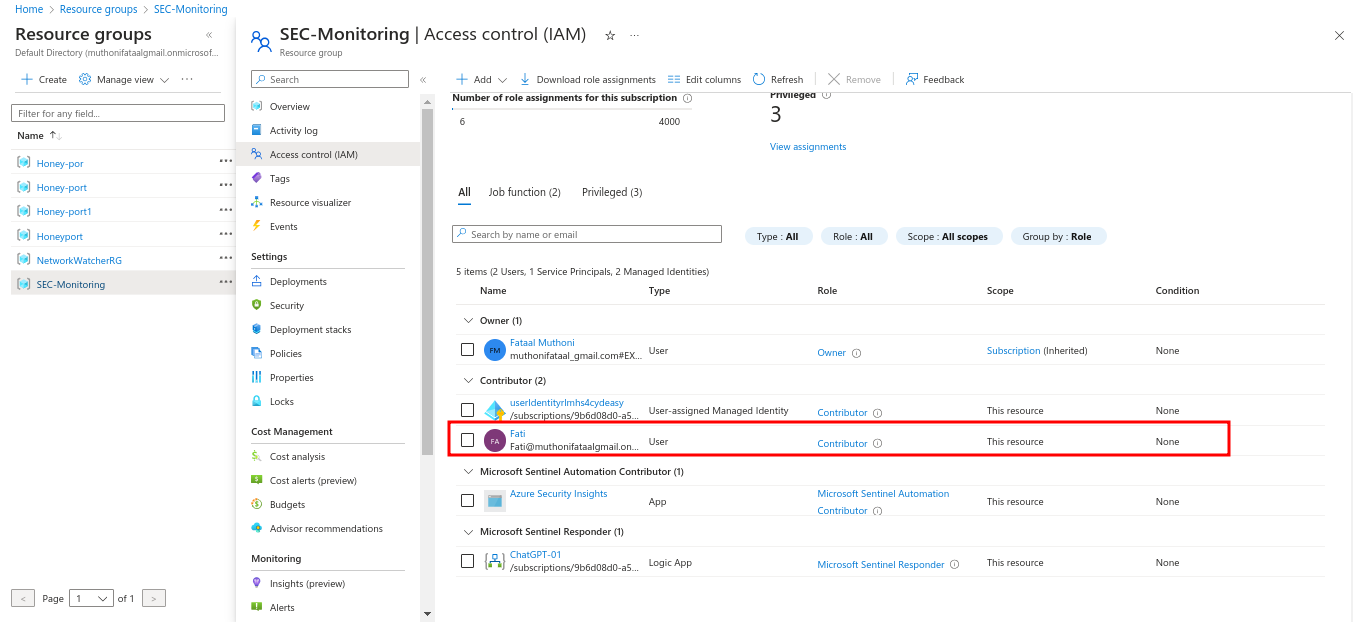 Home > Resource groups > SEC-Monitoring
Resource groups «
Default Directory (muthonifataalgmail.onmicrosof...
+ Create Manage view ...
Filter for any field...
Name ↑↓
Honey-por ...
Honey-port ...
Honey-port1 ...
Honeyport ...
NetworkWatcherRG ...
SEC-Monitoring ...
< Page 1 of 1 >
SEC-Monitoring | Access control (IAM) ☆ ...
Resource group
Search «
Overview
Activity log
Access control (IAM)
Tags
Resource visualizer
Events
Settings
Deployments
Security
Deployment stacks
Policies
Properties
Locks
Cost Management
Cost analysis
Cost alerts (preview)
Budgets
Advisor recommendations
Monitoring
Insights (preview)
Alerts
+ Add Download role assignments Edit columns Refresh Remove Feedback
Number of role assignments for this subscription
6 4000
Privileged
3
View assignments
All Job function (2) Privileged (3)
Search by name or email
Type : All Role : All Scope : All scopes Group by : Role
5 items (2 Users, 1 Service Principals, 2 Managed Identities)
Name Type Role Scope Condition
Owner (1)
FM Fataal Muthoni
muthonifataal_gmail.com#EX... User Owner Subscription (Inherited) None
Contributor (2)
userIdentityrlmhs4cydeasy
/subscriptions/9b6d08d0-a5... User-assigned Managed Identity Contributor This resource None
FA Fati
Fati@muthonifataalgmail.on... User Contributor This resource None
Microsoft Sentinel Automation Contributor (1)
Azure Security Insights App Microsoft Sentinel Automation
Contributor This resource None
Microsoft Sentinel Responder (1)
ChatGPT-01
/subscriptions/9b6d08d0-a5... Logic App Microsoft Sentinel Responder This resource None